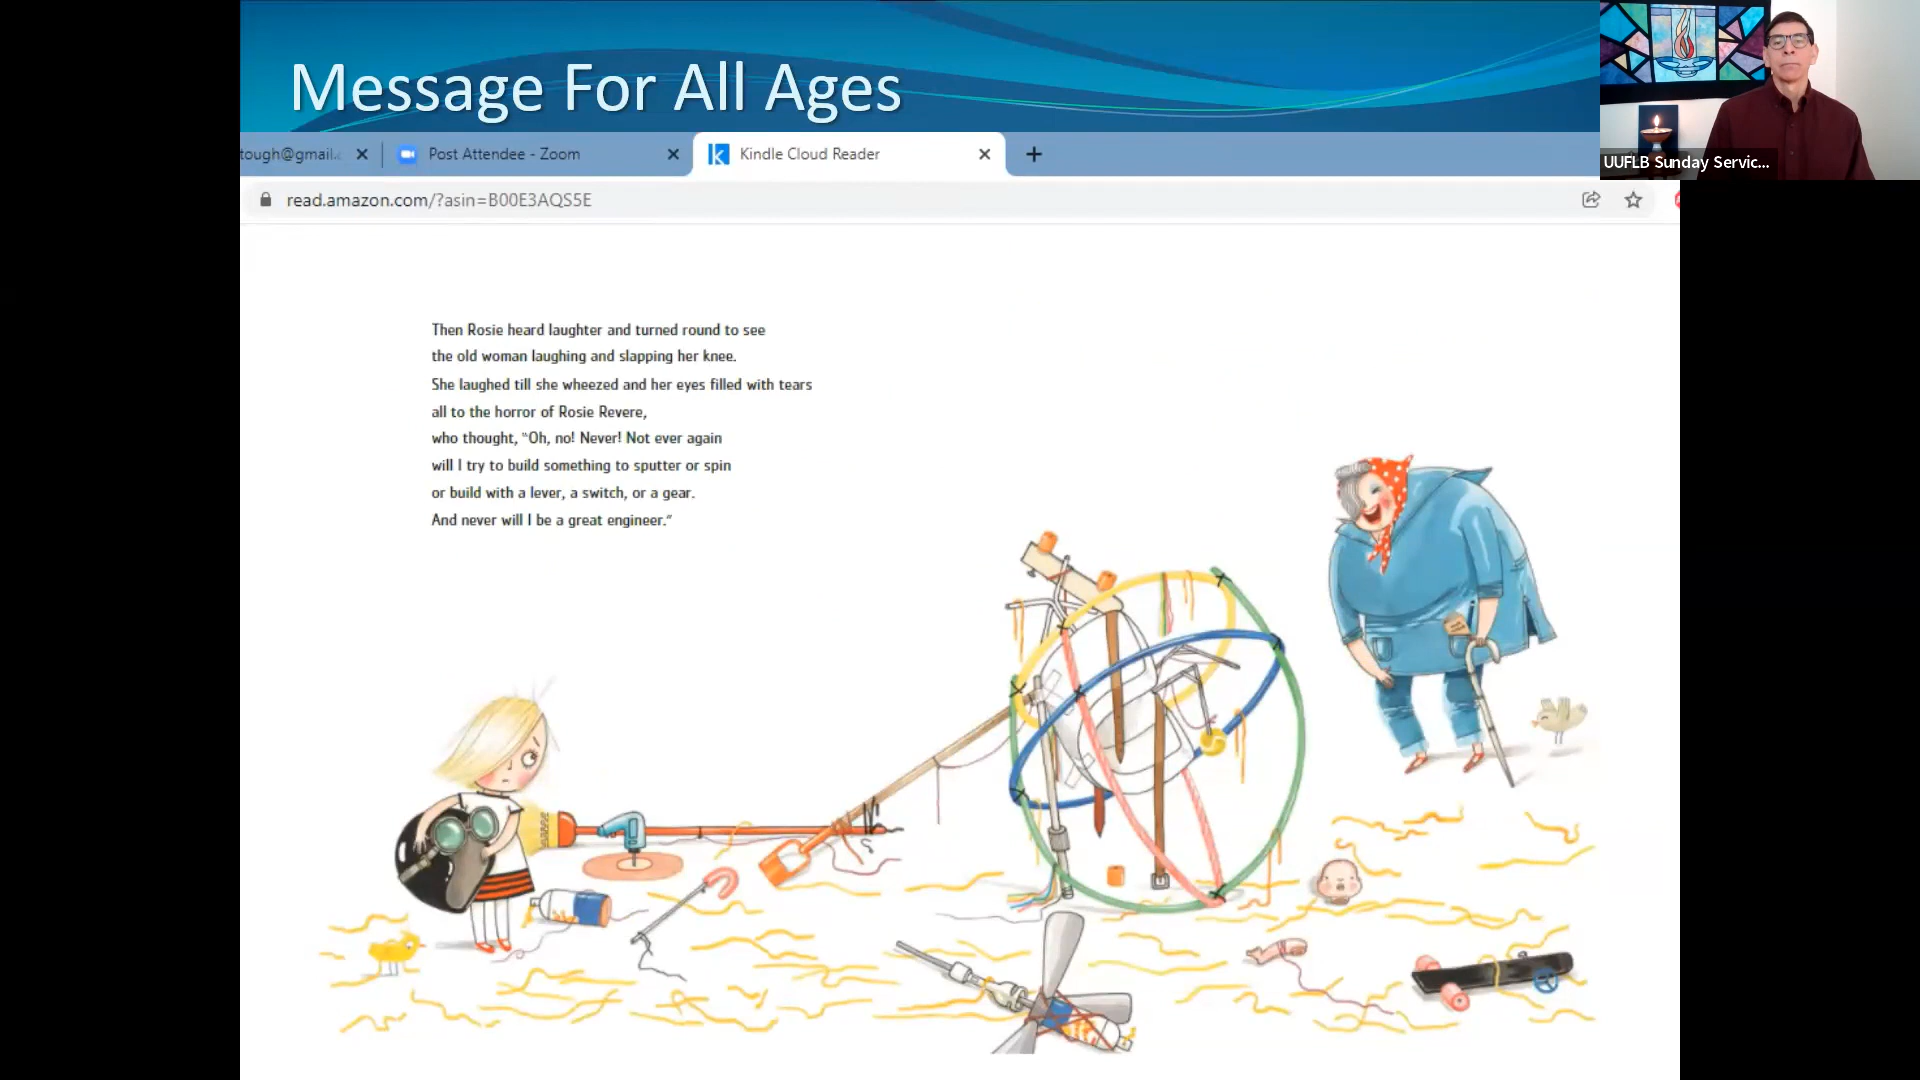 Message For All Ages
tough@gmail.
Post Attendee - Zoom
Kindle Cloud Reader
UUFLB Sunday Servic...
read.amazon.com/?asin=B00E3AQS5E
Then Rosie heard laughter and turned round to see
the old woman laughing and slapping her knee.
She laughed till she wheezed and her eyes filled with tears
all to the horror of Rosie Revere,
who thought, “Oh, no! Never! Not ever again
will I try to build something to sputter or spin
or build with a lever, a switch, or a gear.
And never will I be a great engineer.”